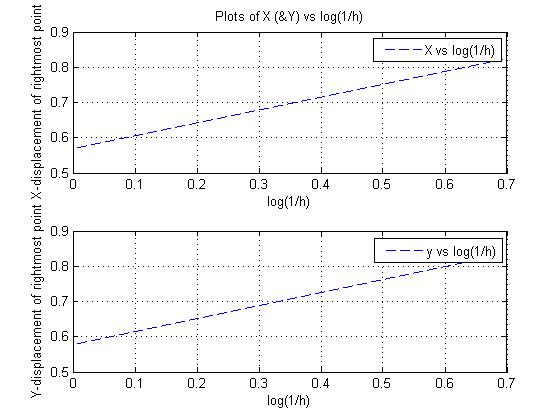 Plots of X (&Y) vs log(1/h)
X-displacement of rightmost point
0.9
0.8
0.7
0.6
0.5
X vs log(1/h)
0 0.1 0.2 0.3 0.4 0.5 0.6 0.7
log(1/h)
Y-displacement of rightmost point
0.9
0.8
0.7
0.6
0.5
y vs log(1/h)
0 0.1 0.2 0.3 0.4 0.5 0.6 0.7
log(1/h)